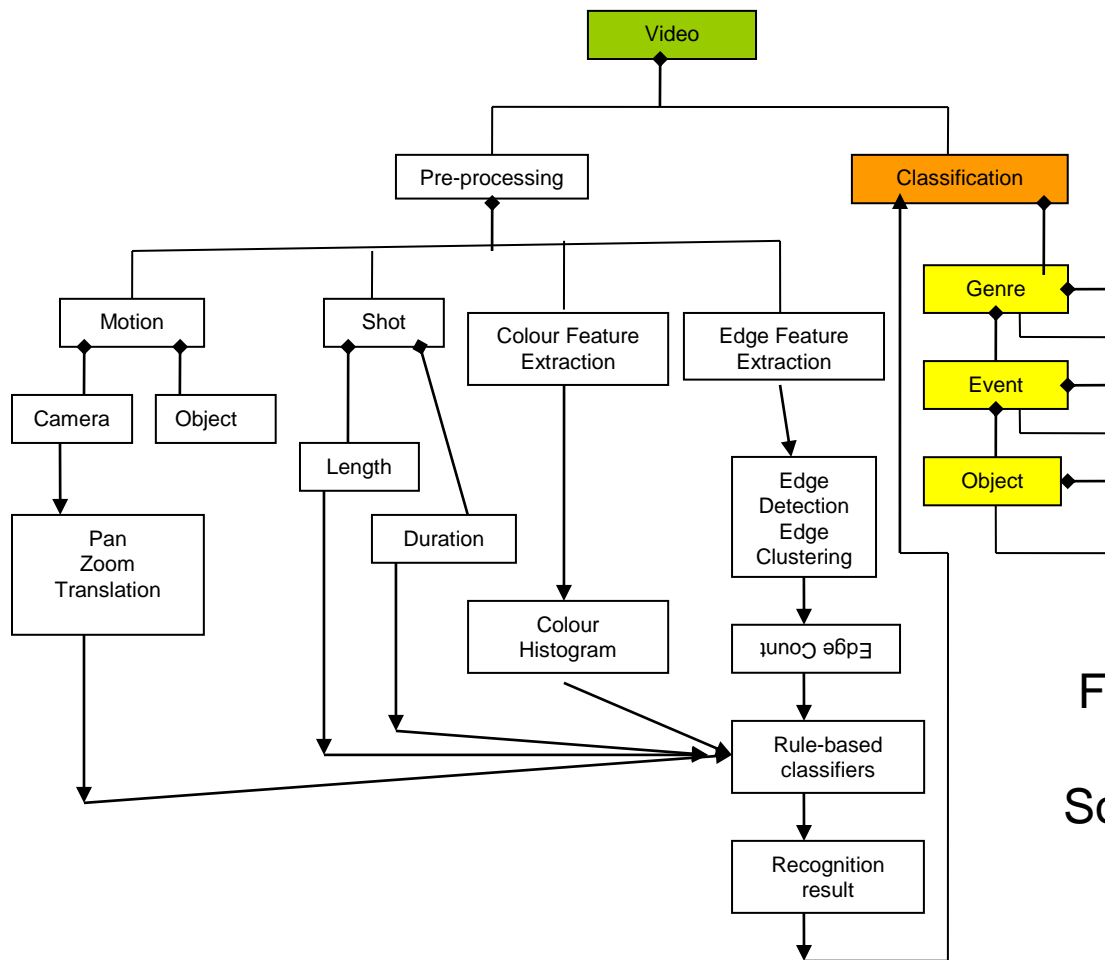 Video
Pre-processing
Classification
Motion
Shot
Colour Feature
Extraction
Edge Feature
Extraction
Genre
Event
Object
Camera
Object
Length
Duration
Pan
Zoom
Translation
Edge
Detection
Edge
Clustering
Colour
Histogram
Edge Count
Rule-based
classifiers
Recognition
result